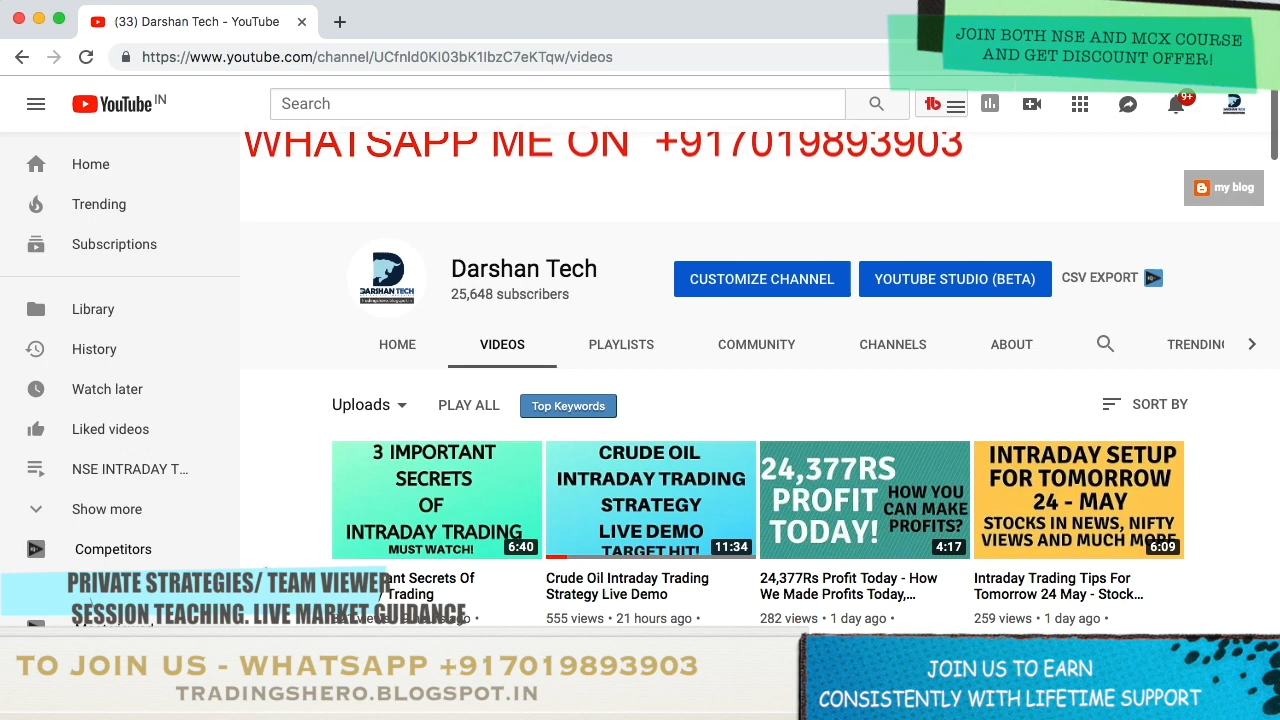 (33) Darshan Tech - YouTube
https://www.youtube.com/channel/UCfnld0Kl03bK1IbzC7eKTqw/videos
JOIN BOTH NSE AND MCX COURSE
AND GET DISCOUNT OFFER!
YouTube IN
Search
9+
WHATSAPP ME ON +917019893903
my blog
Home
Trending
Subscriptions
Library
History
Watch later
Liked videos
NSE INTRADAY T...
Show more
Competitors
DARSHAN TECH
Darshan Tech
25,648 subscribers
CUSTOMIZE CHANNEL
YOUTUBE STUDIO (BETA)
CSV EXPORT
HOME
VIDEOS
PLAYLISTS
COMMUNITY
CHANNELS
ABOUT
TRENDING
Uploads
PLAY ALL
Top Keywords
SORT BY
3 IMPORTANT
SECRETS
OF
INTRADAY TRADING
MUST WATCH!
6:40
CRUDE OIL
INTRADAY TRADING
STRATEGY
LIVE DEMO
TARGET HIT!
11:34
24,377RS
PROFIT
TODAY!
HOW YOU
CAN MAKE
PROFITS?
4:17
INTRADAY SETUP
FOR TOMORROW
24 - MAY
STOCKS IN NEWS, NIFTY
VIEWS AND MUCH MORE
6:09
ant Secrets Of
Trading
Crude Oil Intraday Trading
Strategy Live Demo
555 views • 21 hours ago •
24,377Rs Profit Today - How
We Made Profits Today,...
282 views • 1 day ago •
Intraday Trading Tips For
Tomorrow 24 May - Stock...
259 views • 1 day ago •
PRIVATE STRATEGIES/ TEAM VIEWER
SESSION TEACHING. LIVE MARKET GUIDANCE
TO JOIN US - WHATSAPP +917019893903
TRADINGSHERO.BLOGSPOT.IN
JOIN US TO EARN
CONSISTENTLY WITH LIFETIME SUPPORT